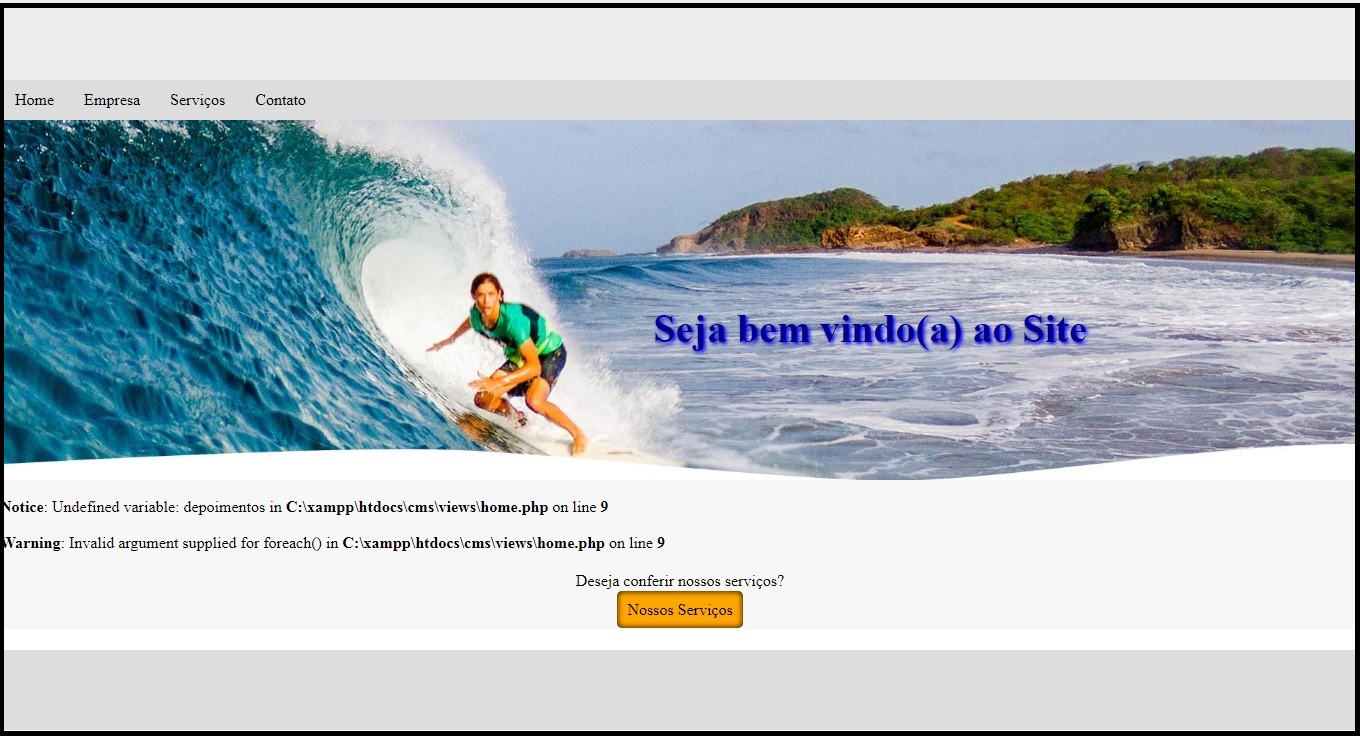 Home Empresa Serviços Contato
Seja bem vindo(a) ao Site
Notice: Undefined variable: depoimentos in C:\xampp\htdocs\cms\views\home.php on line 9
Warning: Invalid argument supplied for foreach() in C:\xampp\htdocs\cms\views\home.php on line 9
Deseja conferir nossos serviços?
Nossos Serviços